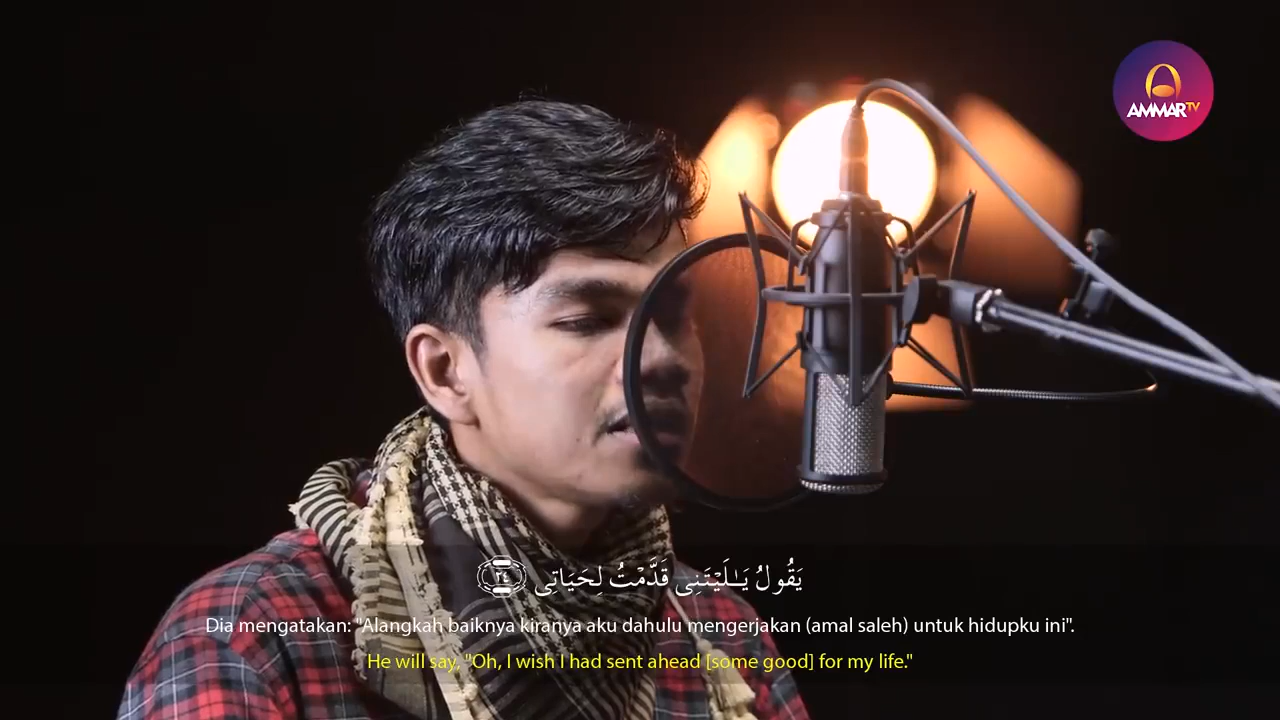 AMMARTV
يَقُولُ يَـٰلَيْتَنِى قَدَّمْتُ لِحَيَاتِى ٢٤
Dia mengatakan: "Alangkah baiknya kiranya aku dahulu mengerjakan (amal saleh) untuk hidupku ini".
He will say, "Oh, I wish I had sent ahead [some good] for my life."